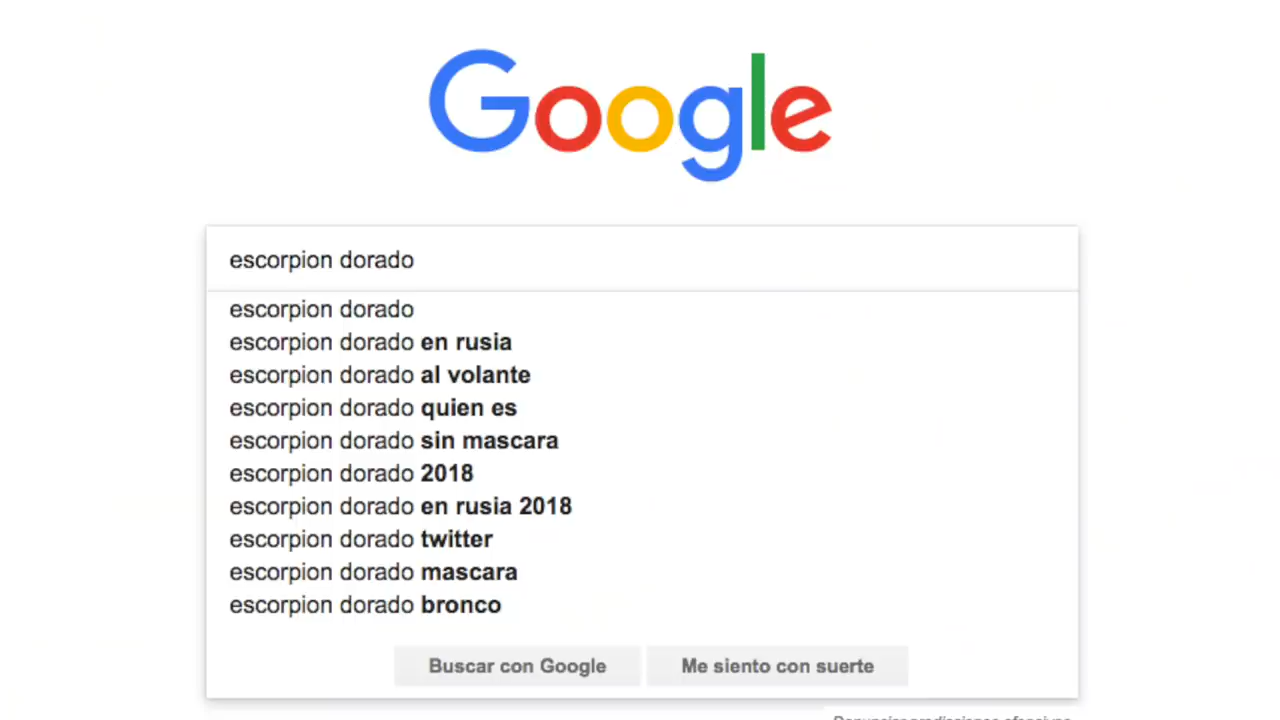 Google
escorpion dorado
escorpion dorado
escorpion dorado en rusia
escorpion dorado al volante
escorpion dorado quien es
escorpion dorado sin mascara
escorpion dorado 2018
escorpion dorado en rusia 2018
escorpion dorado twitter
escorpion dorado mascara
escorpion dorado bronco
Buscar con Google Me siento con suerte